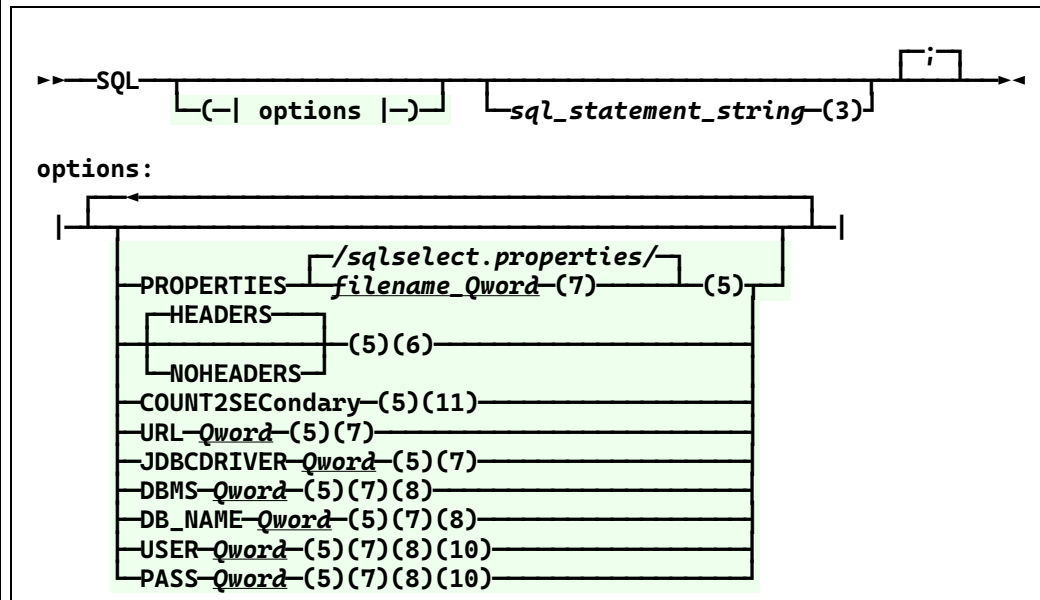 ;
SQL
(| options |)
sql_statement_string (3)
options:
/sqlselect.properties/
PROPERTIES filename_Qword (7) (5)
HEADERS
(5)(6)
NOHEADERS
COUNT2SECondary (5)(11)
URL Qword (5)(7)
JDBCDRIVER Qword (5)(7)
DBMS Qword (5)(7)(8)
DB_NAME Qword (5)(7)(8)
USER Qword (5)(7)(8)(10)
PASS Qword (5)(7)(8)(10)